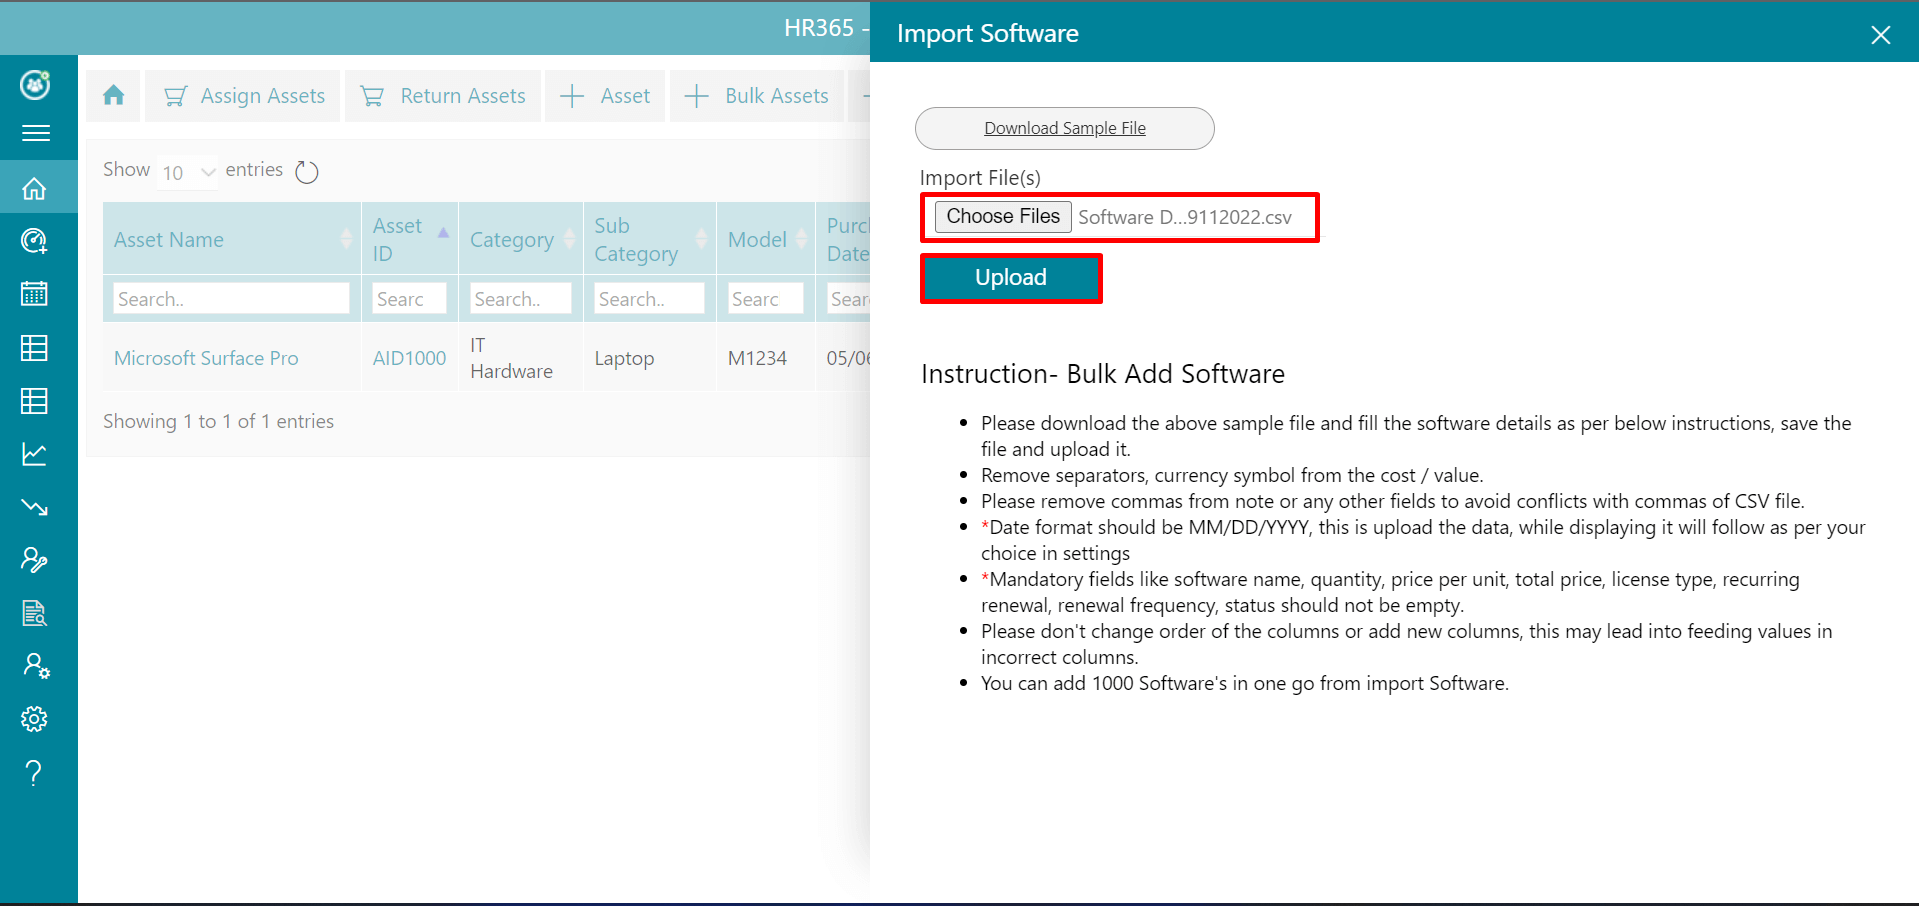 HR365 -
Import Software
Assign Assets
Return Assets
Asset
Bulk Assets
Download Sample File
Show 10 entries
Import File(s)
Choose Files Software D...9112022.csv
Upload
Asset Name
Asset ID
Category
Sub Category
Model
Date
Search..
Searc
Search..
Search..
Searc
Sear
Microsoft Surface Pro
AID1000
IT Hardware
Laptop
M1234
05/06
Showing 1 to 1 of 1 entries
Instruction- Bulk Add Software
• Please download the above sample file and fill the software details as per below instructions, save the
file and upload it.
• Remove separators, currency symbol from the cost / value.
• Please remove commas from note or any other fields to avoid conflicts with commas of CSV file.
• *Date format should be MM/DD/YYYY, this is upload the data, while displaying it will follow as per your
choice in settings
• *Mandatory fields like software name, quantity, price per unit, total price, license type, recurring
renewal, renewal frequency, status should not be empty.
• Please don't change order of the columns or add new columns, this may lead into feeding values in
incorrect columns.
• You can add 1000 Software's in one go from import Software.